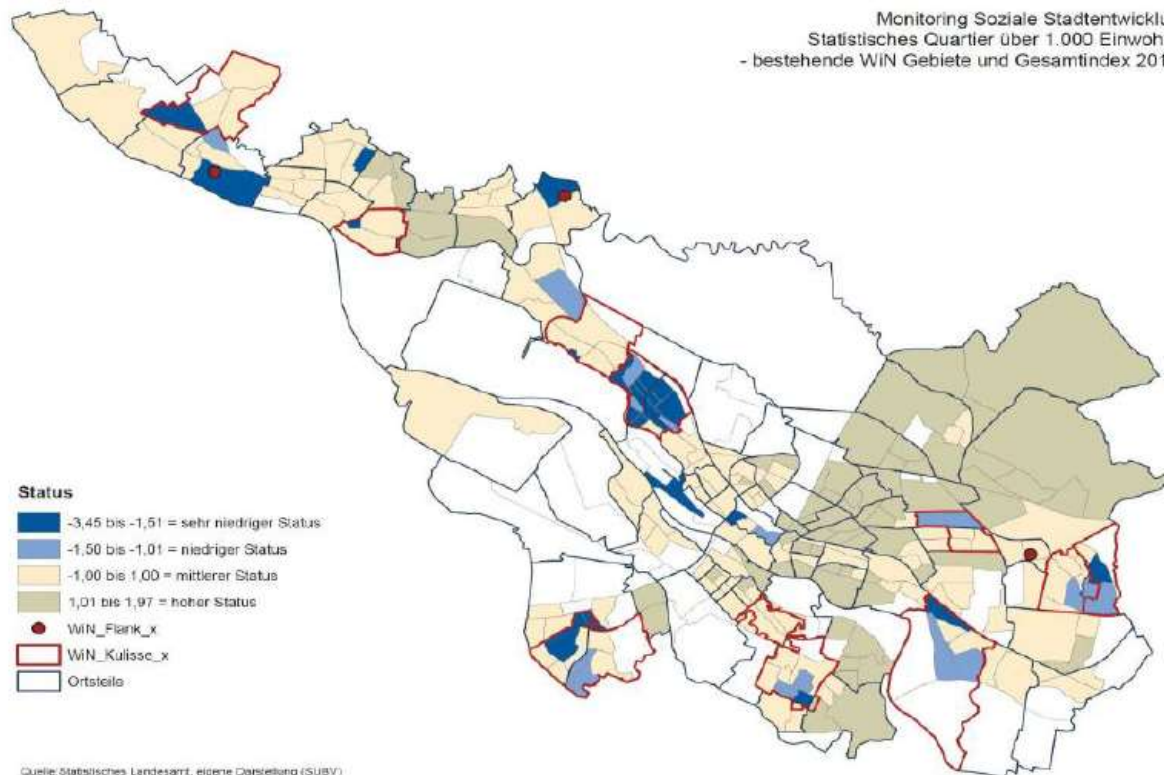 Monitoring Soziale Stadtentwicklu
Statistisches Quartier über 1.000 Einwoh
- bestehende WiN Gebiete und Gesamtindex 201
Status
-3,45 bis -1,51 = sehr niedriger Status
-1,50 bis -1,01 = niedriger Status
-1,00 bis 1,00 = mittlerer Status
1,01 bis 1,97 = hoher Status
WiN_Flank_x
WiN_Kulisse_x
Ortsteile
Quelle: Statistisches Landesamt, eigene Darstellung (SUBV)